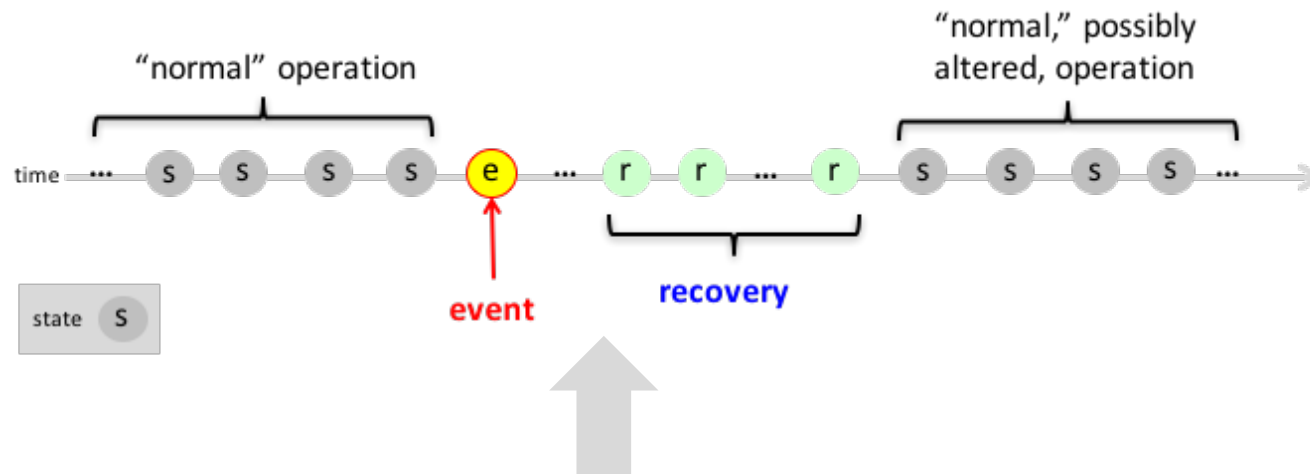 “normal” operation
“normal,” possibly
altered, operation
time ... s s s s e ... r r ... r s s s s ...
event
recovery
state s